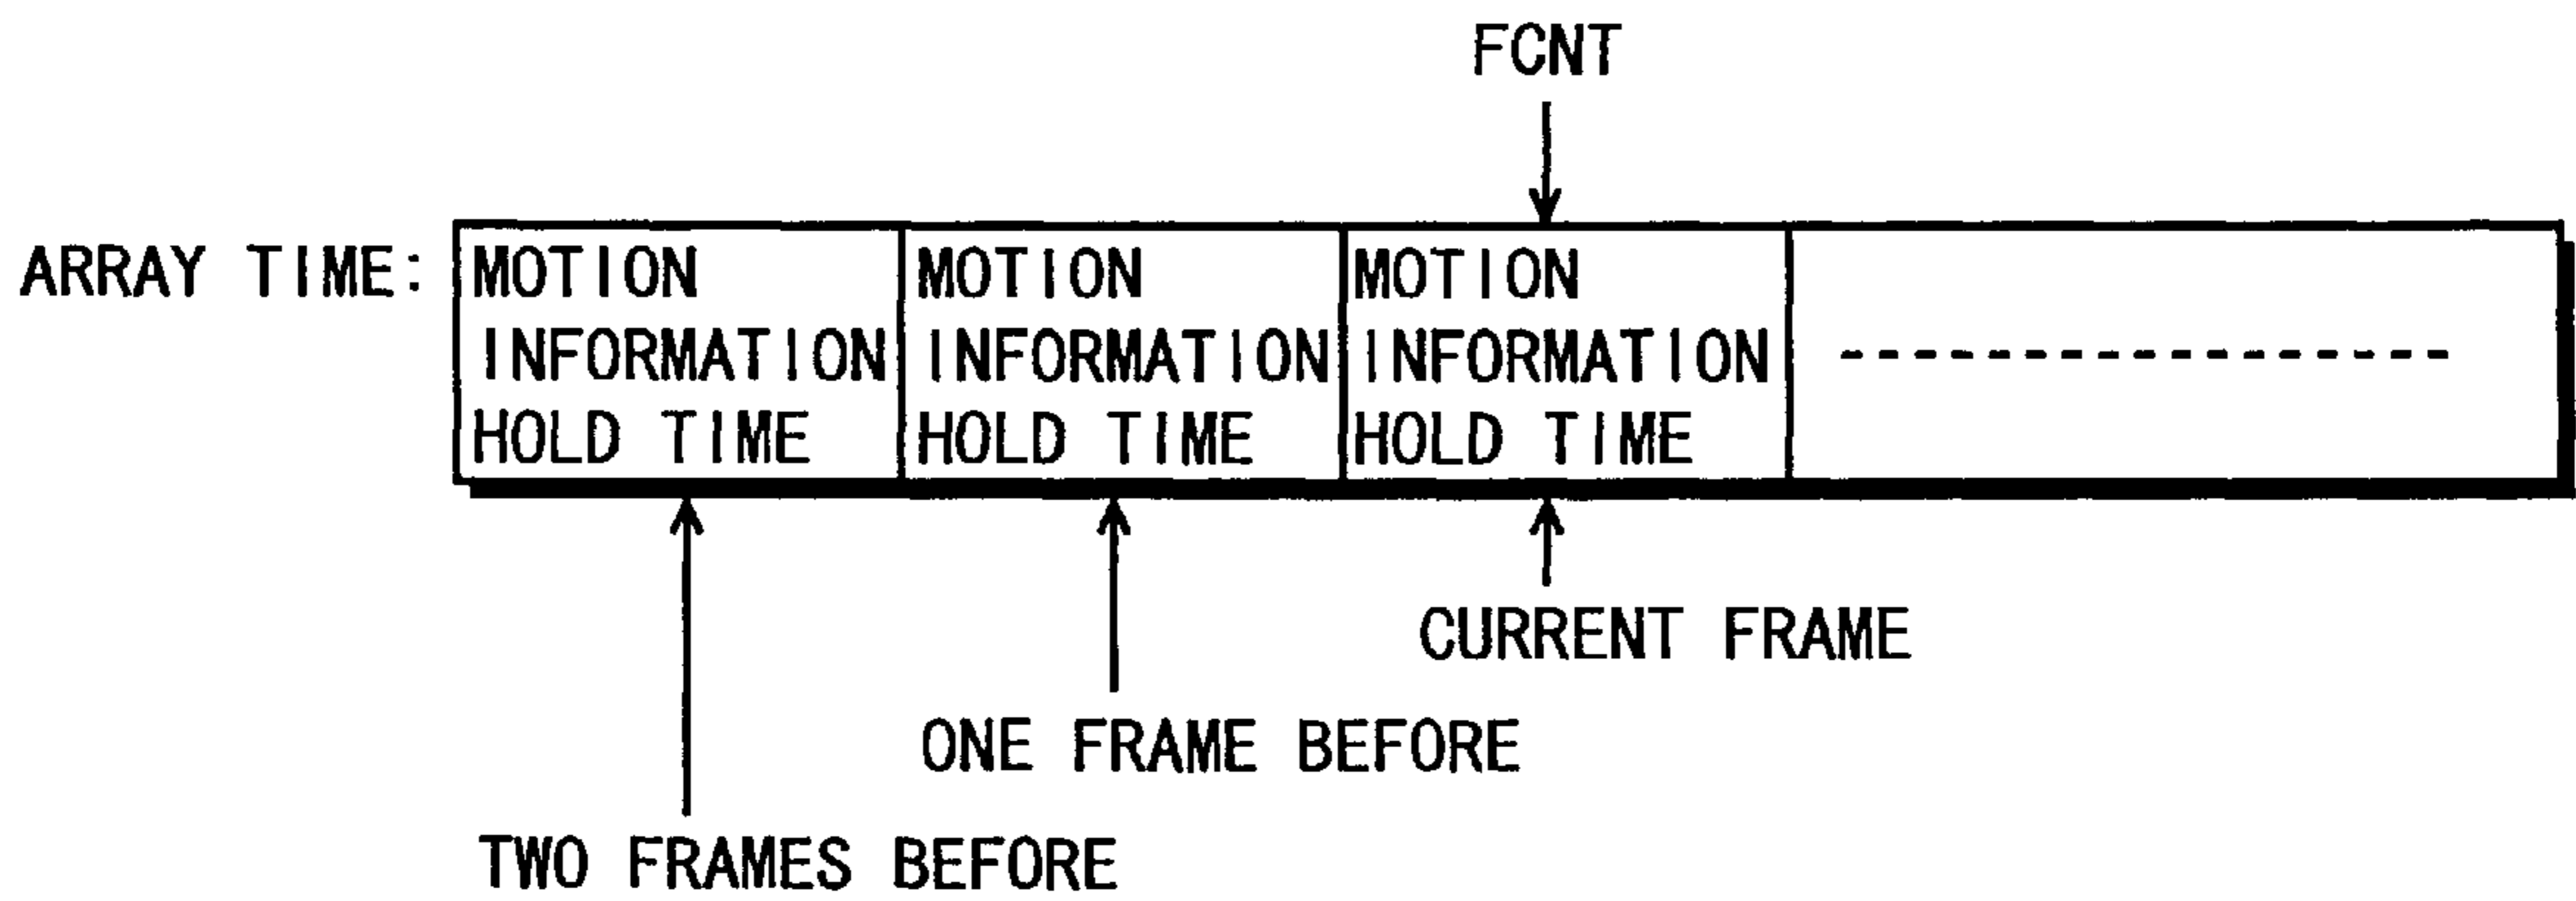 FCNT
ARRAY TIME:
MOTION
INFORMATION
HOLD TIME
MOTION
INFORMATION
HOLD TIME
MOTION
INFORMATION
HOLD TIME
CURRENT FRAME
ONE FRAME BEFORE
TWO FRAMES BEFORE